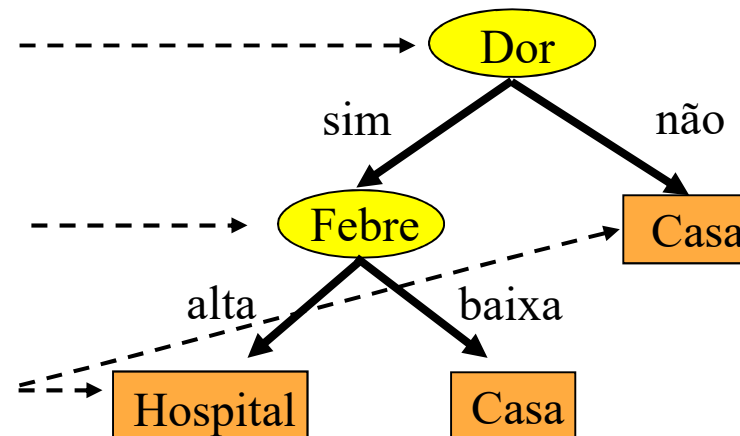 Dor
sim
não
Febre
Casa
alta
baixa
Hospital
Casa